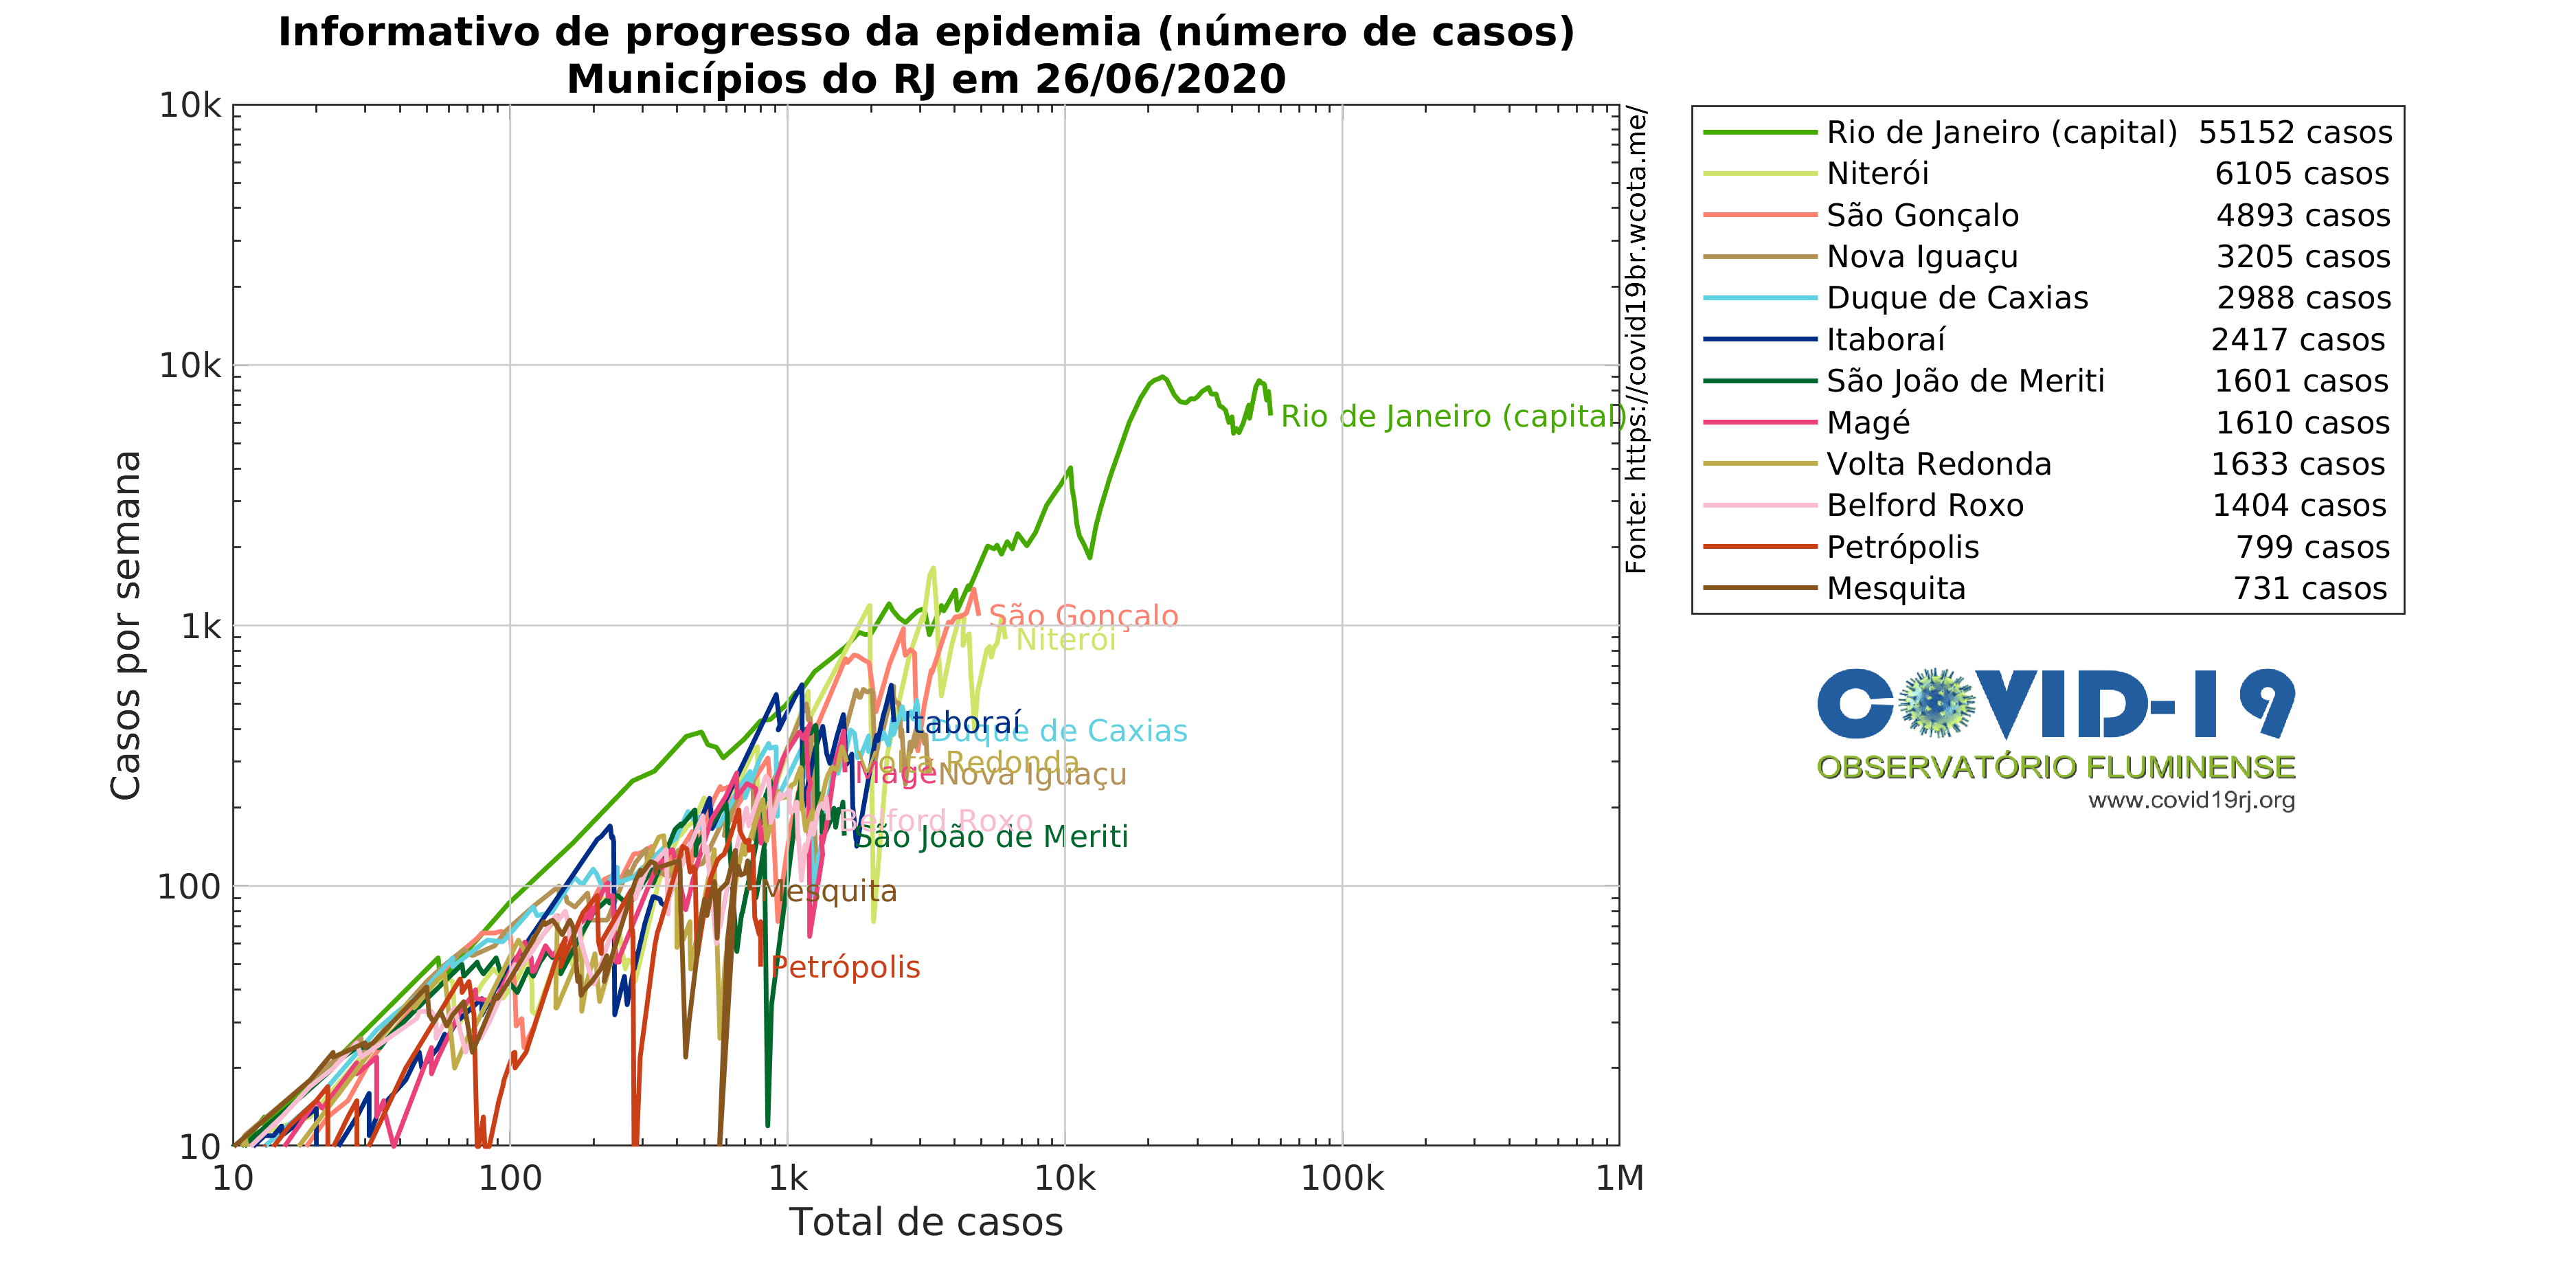 Informativo de progresso da epidemia (número de casos)
Municípios do RJ em 26/06/2020
10k
10k
1k
100
10
Casos por semana
10
100
1k
10k
100k
1M
Total de casos
Rio de Janeiro (capital)
São Gonçalo
Niterói
Itaboraí
Duque de Caxias
Volta Redonda
Magé
Nova Iguaçu
Belford Roxo
São João de Meriti
Mesquita
Petrópolis
Fonte: https://covid19br.wcota.me/
Rio de Janeiro (capital) 55152 casos
Niterói 6105 casos
São Gonçalo 4893 casos
Nova Iguaçu 3205 casos
Duque de Caxias 2988 casos
Itaboraí 2417 casos
São João de Meriti 1601 casos
Magé 1610 casos
Volta Redonda 1633 casos
Belford Roxo 1404 casos
Petrópolis 799 casos
Mesquita 731 casos
COVID-19
OBSERVATÓRIO FLUMINENSE
www.covid19rj.org